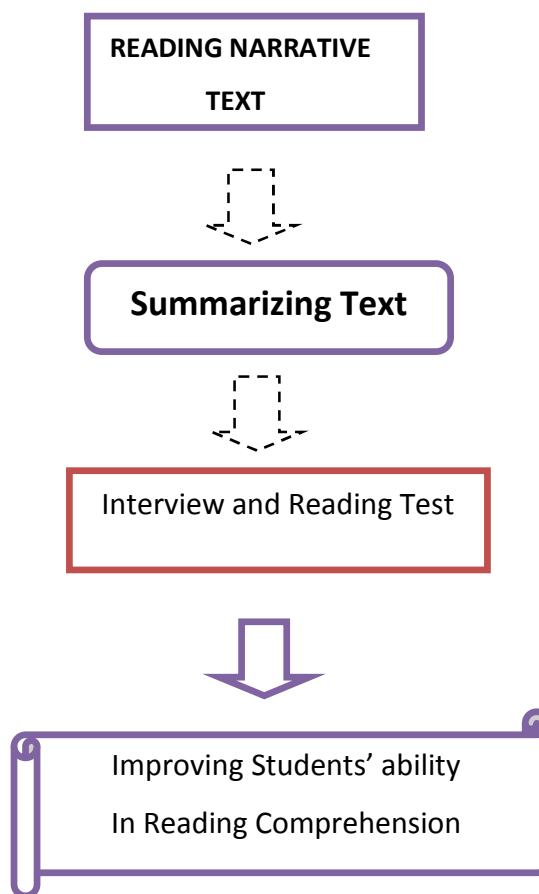 READING NARRATIVE
TEXT
Summarizing Text
Interview and Reading Test
Improving Students’ ability
In Reading Comprehension